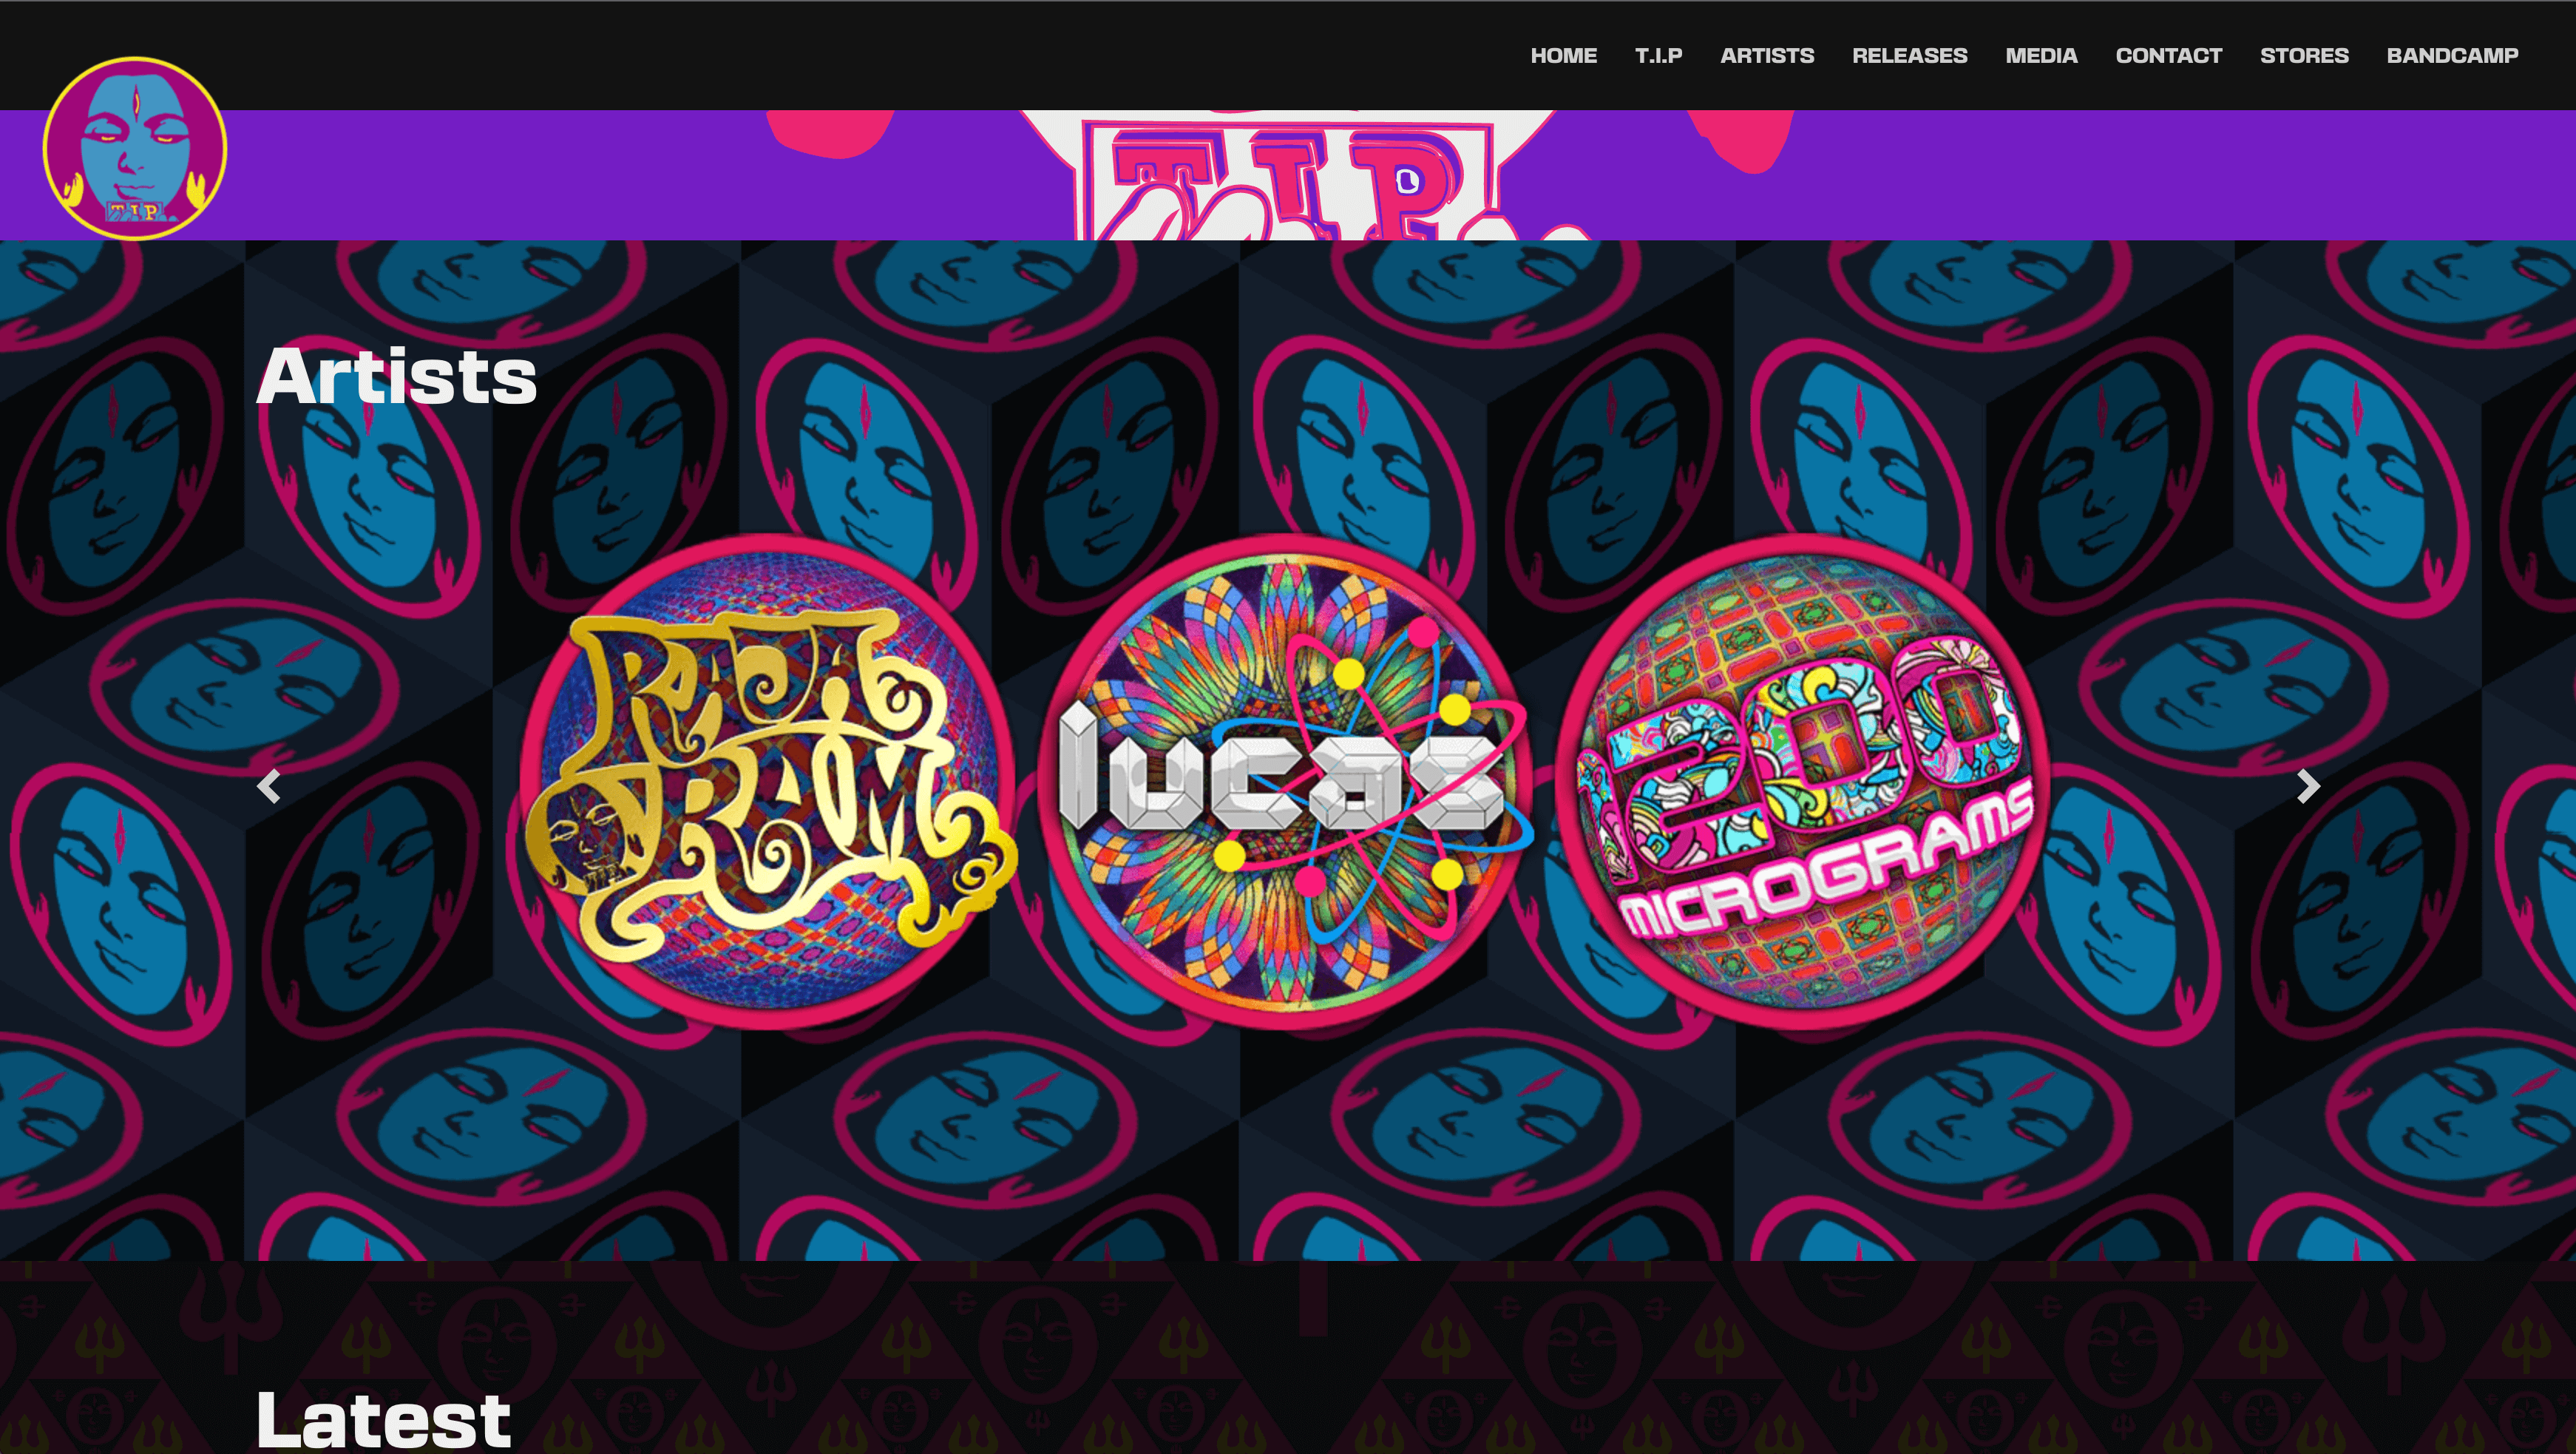 HOME T.I.P ARTISTS RELEASES MEDIA CONTACT STORES BANDCAMP
T.I.P
T.I.P.
Artists
RAJA
RAM
T.I.P
lucas
1200
MICROGRAMS
Latest